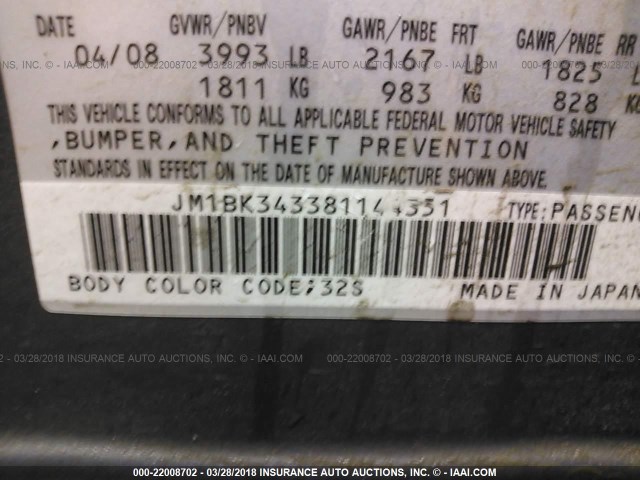 DATE GVWR/PNBV GAWR/PNBE FRT GAWR/PNBE RR
04/08 3993 LB 2167 LB 1825
1811 KG 983 KG 828
THIS VEHICLE CONFORMS TO ALL APPLICABLE FEDERAL MOTOR VEHICLE SAFETY
,BUMPER,AND THEFT PREVENTION
STANDARDS IN EFFECT ON THE DATE OF MANUFACTURE SHOWN ABOVE.
JM1BK343381144351 TYPE:PASSENG
BODY COLOR CODE:32S MADE IN JAPAN
000-22008702 - 03/28/2018 INSURANCE AUTO AUCTIONS, INC. - © IAAI.COM